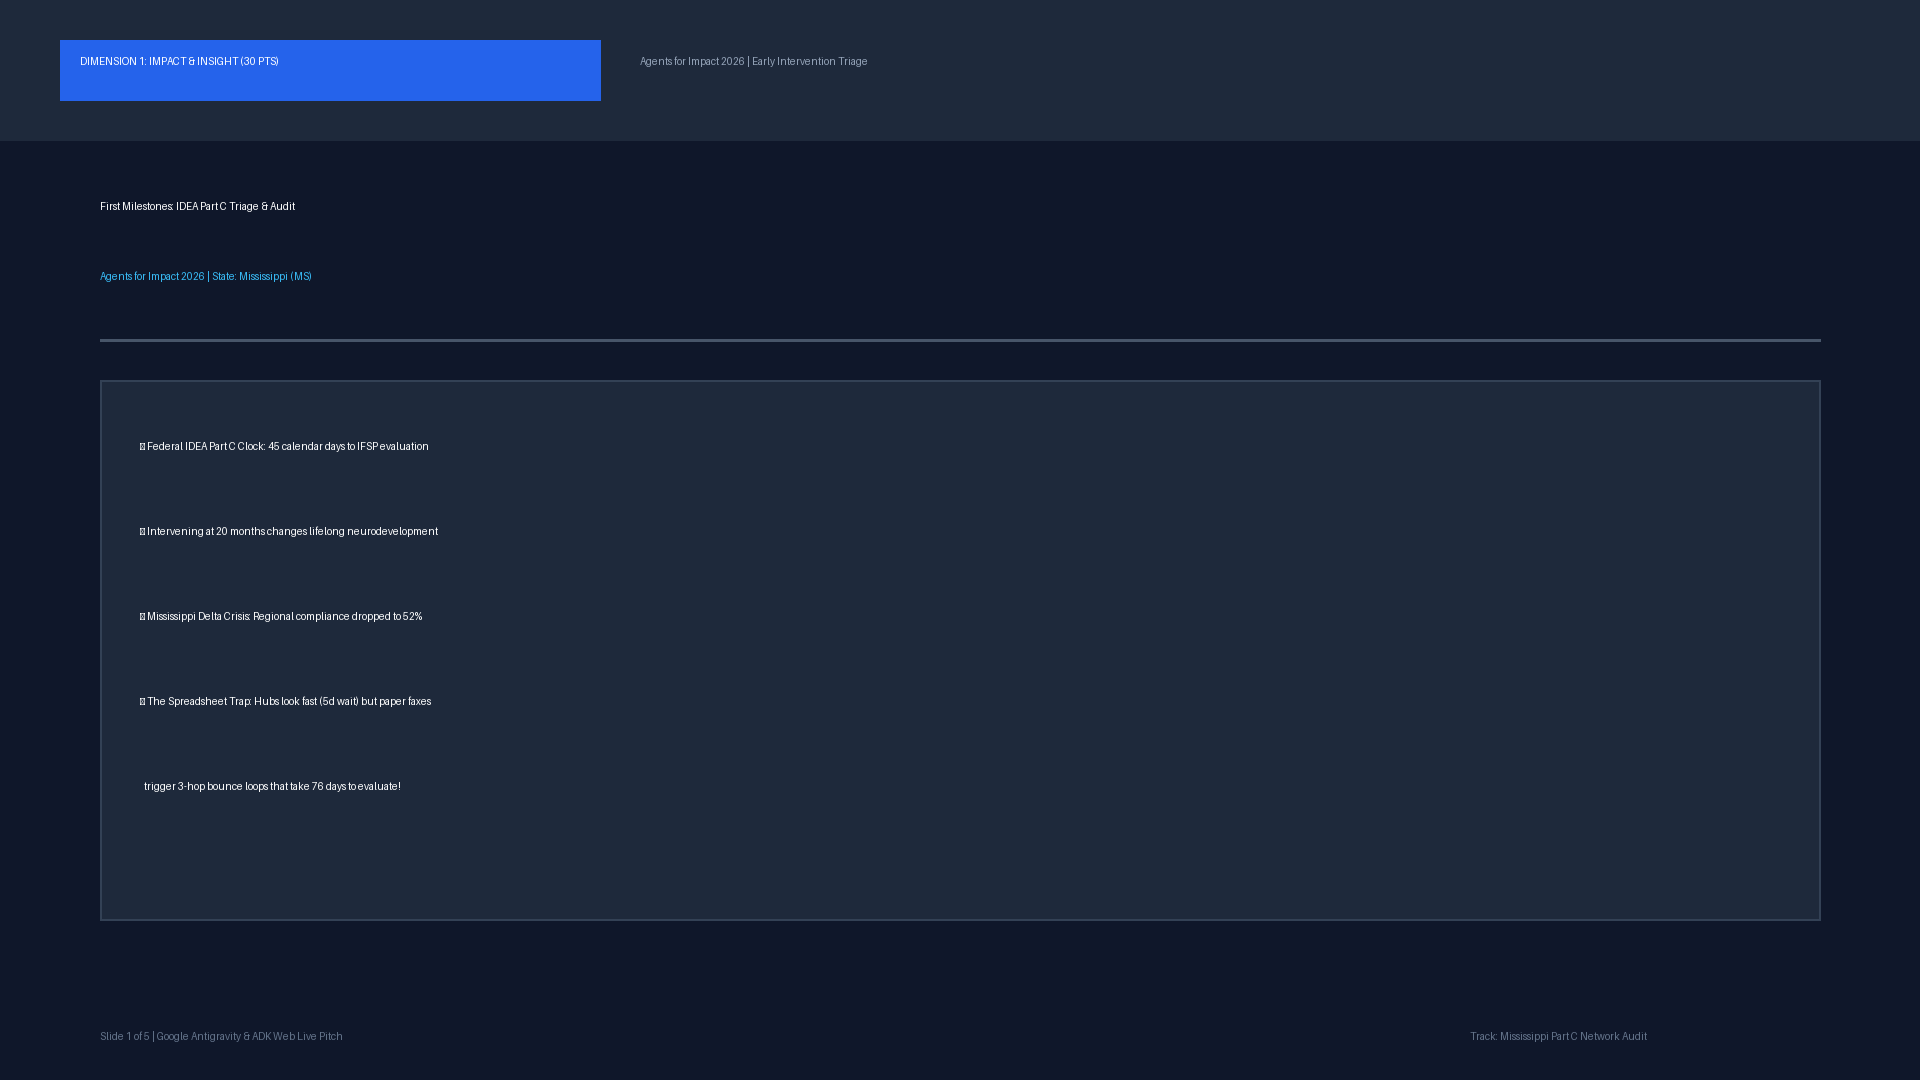 DIMENSION 1: IMPACT & INSIGHT (30 PTS)
Agents for Impact 2026 | Early Intervention Triage
First Milestones: IDEA Part C Triage & Audit
Agents for Impact 2026 | State: Mississippi (MS)
Federal IDEA Part C Clock: 45 calendar days to IFSP evaluation
Intervening at 20 months changes lifelong neurodevelopment
Mississippi Delta Crisis: Regional compliance dropped to 52%
The Spreadsheet Trap: Hubs look fast (5d wait) but paper faxes
trigger 3-hop bounce loops that take 76 days to evaluate!
Slide 1 of 5 | Google Antigravity & ADK Web Live Pitch
Track: Mississippi Part C Network Audit